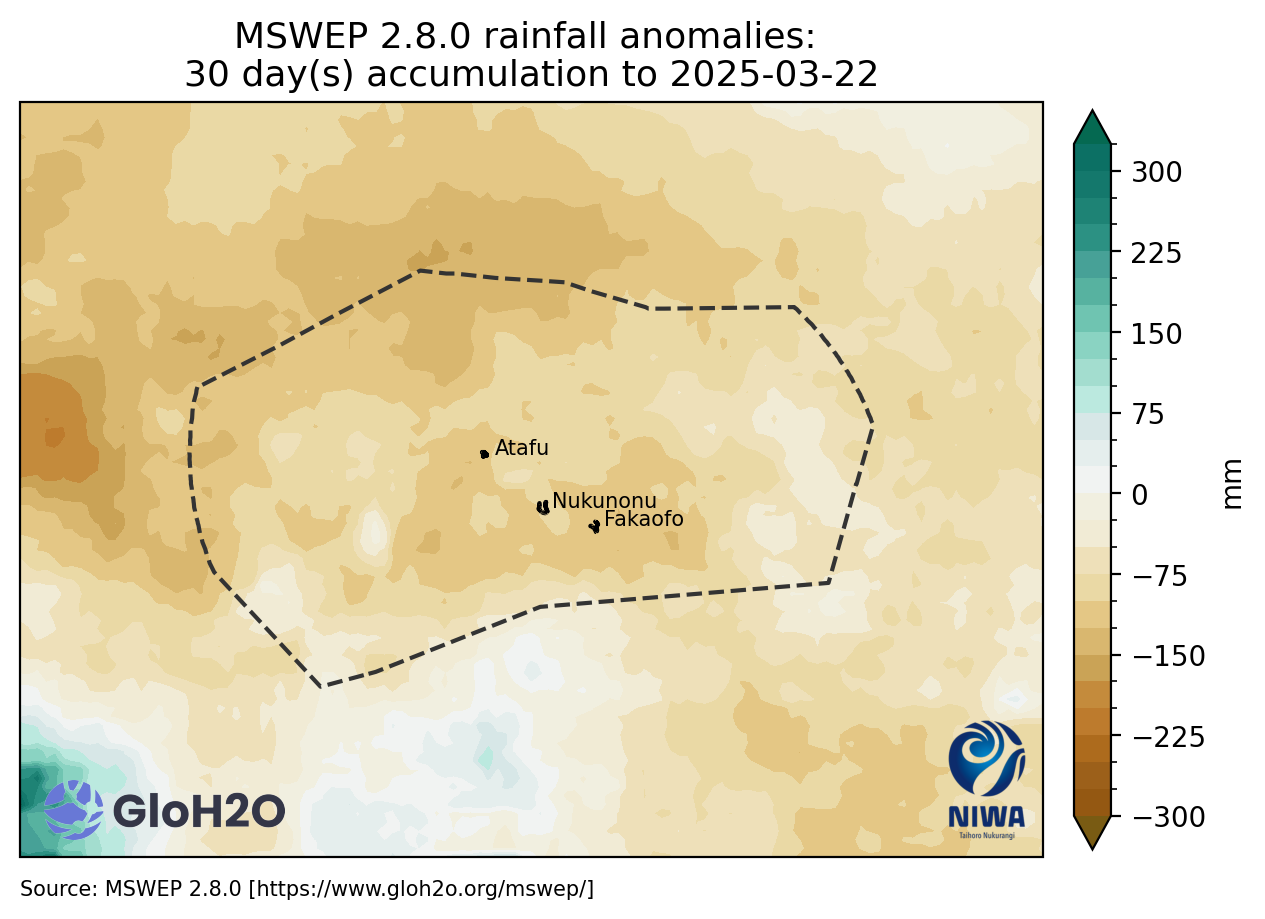 MSWEP 2.8.0 rainfall anomalies:
30 day(s) accumulation to 2025-03-22
300
225
150
75
0
−75
−150
−225
−300
mm
Atafu
Nukunonu
Fakaofo
GloH2O
NIWA
Taihoro Nukurangi
Source: MSWEP 2.8.0 [https://www.gloh2o.org/mswep/]